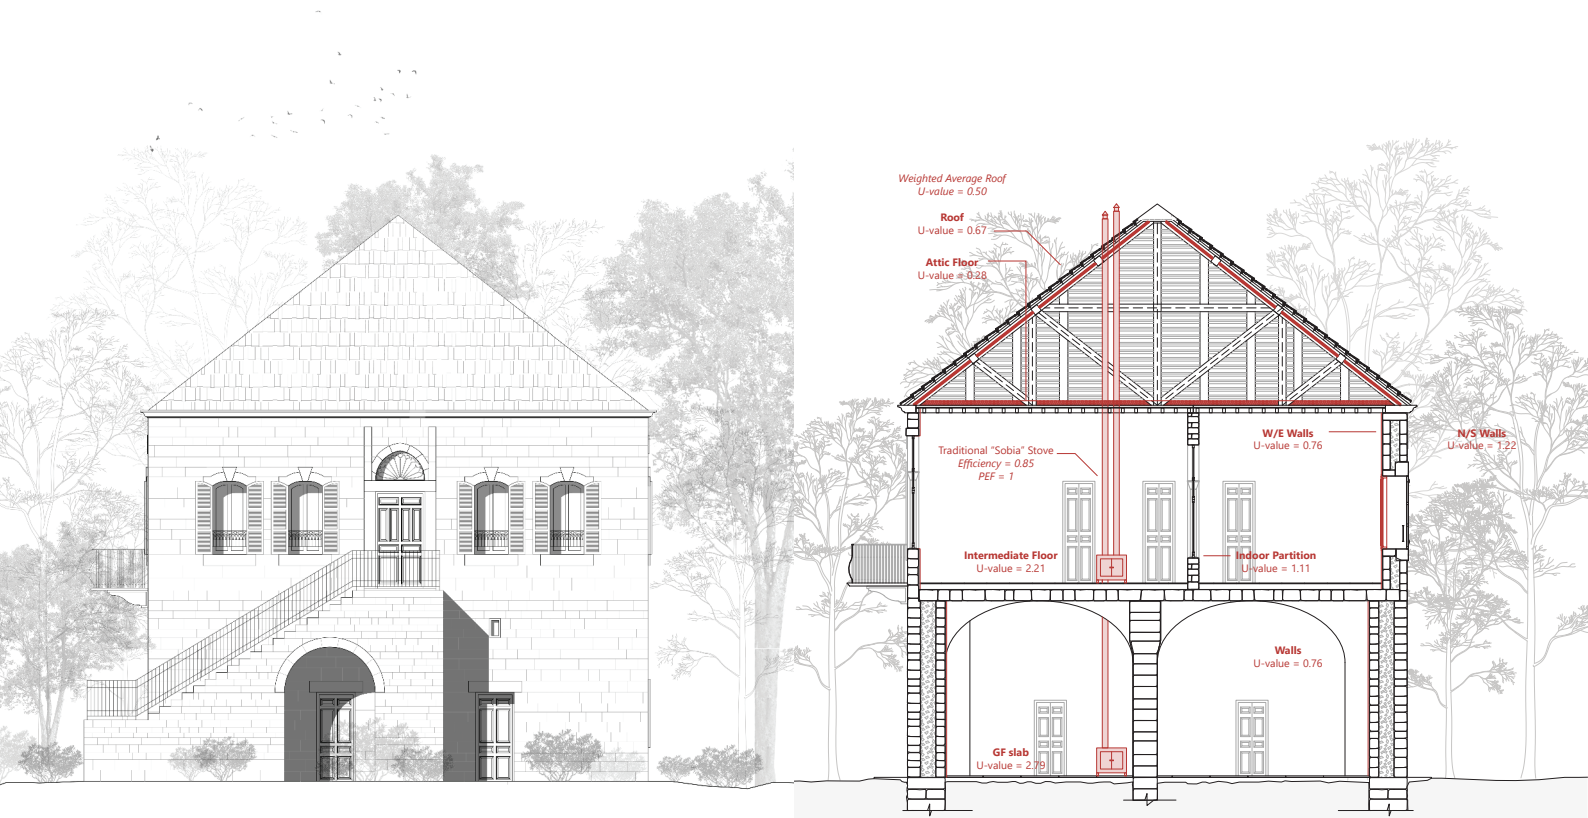 Weighted Average Roof
U-value = 0.50
Roof
U-value = 0.67
Attic Floor
U-value = 0.28
W/E Walls
U-value = 0.76
N/S Walls
U-value = 1.22
Traditional "Sobia" Stove
Efficiency = 0.85
PEF = 1
Intermediate Floor
U-value = 2.21
Indoor Partition
U-value = 1.11
Walls
U-value = 0.76
GF slab
U-value = 2.79